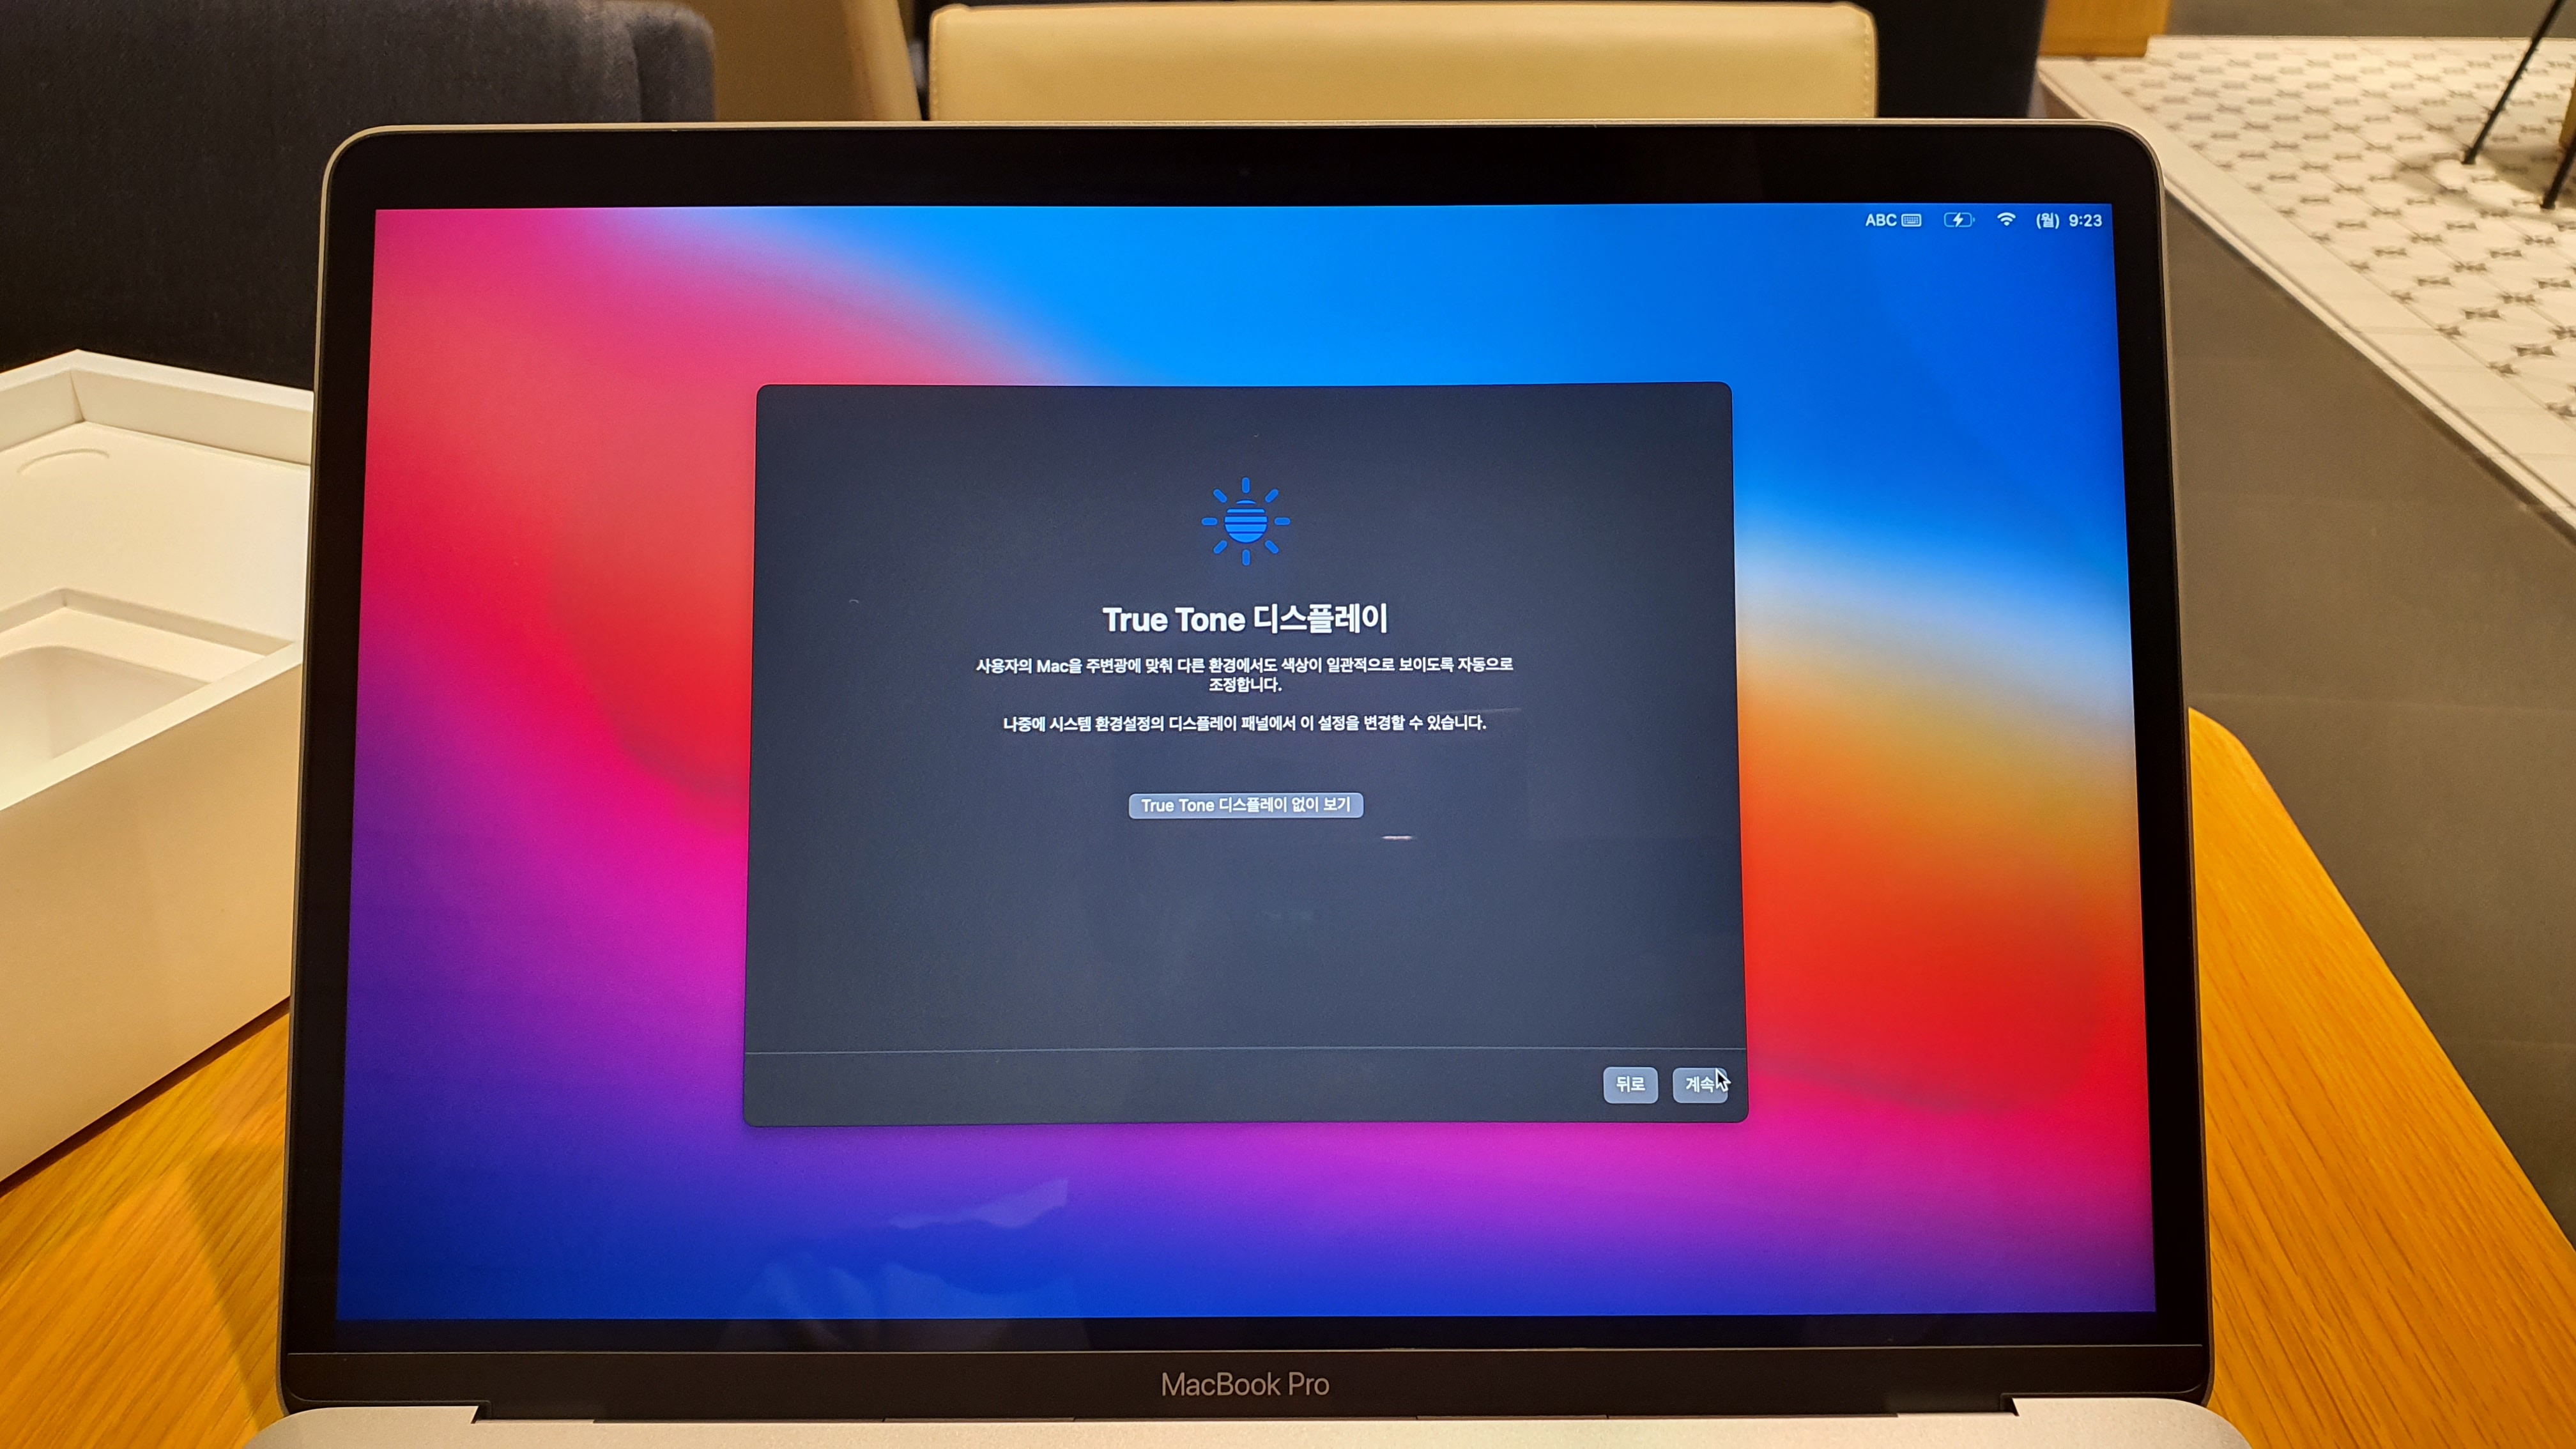 ABC (월) 9:23
True Tone 디스플레이
사용자의 Mac을 주변광에 맞춰 다른 환경에서도 색상이 일관적으로 보이도록 자동으로
조정합니다.
나중에 시스템 환경설정의 디스플레이 패널에서 이 설정을 변경할 수 있습니다.
True Tone 디스플레이 없이 보기
뒤로 계속
MacBook Pro